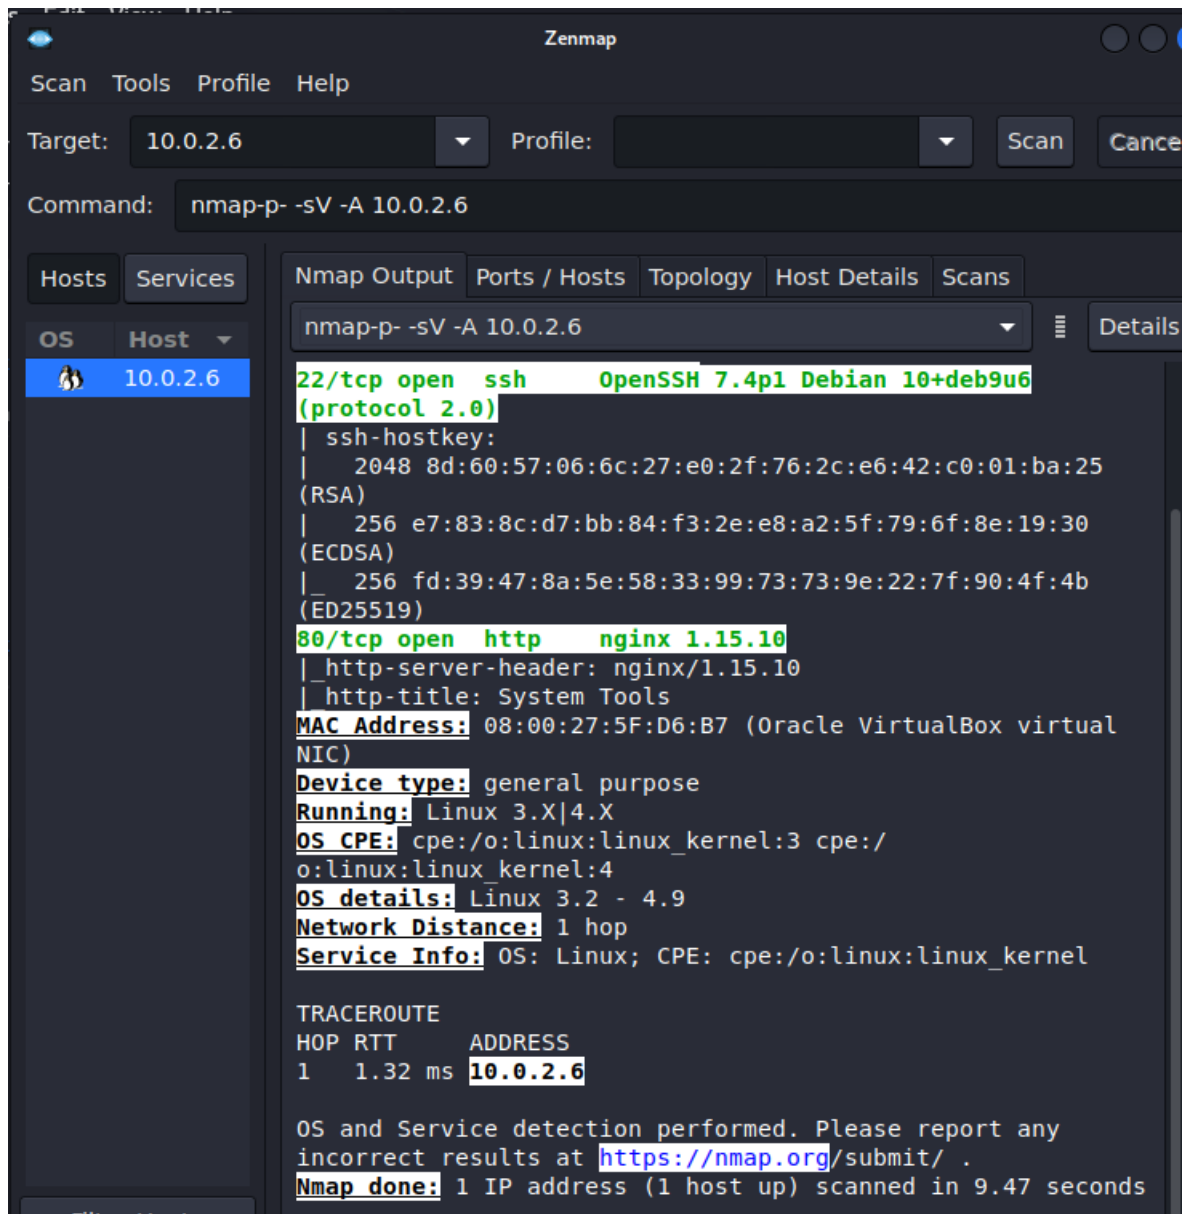 Zenmap
Scan Tools Profile Help
Target: 10.0.2.6 Profile: Scan Cance
Command: nmap-p- -sV -A 10.0.2.6
Hosts Services
Nmap Output Ports / Hosts Topology Host Details Scans
OS Host
nmap-p- -sV -A 10.0.2.6 Details
10.0.2.6
22/tcp open ssh OpenSSH 7.4p1 Debian 10+deb9u6
(protocol 2.0)
| ssh-hostkey:
| 2048 8d:60:57:06:6c:27:e0:2f:76:2c:e6:42:c0:01:ba:25
(RSA)
| 256 e7:83:8c:d7:bb:84:f3:2e:e8:a2:5f:79:6f:8e:19:30
(ECDSA)
|_ 256 fd:39:47:8a:5e:58:33:99:73:73:9e:22:7f:90:4f:4b
(ED25519)
80/tcp open http nginx 1.15.10
|_http-server-header: nginx/1.15.10
|_http-title: System Tools
MAC Address: 08:00:27:5F:D6:B7 (Oracle VirtualBox virtual
NIC)
Device type: general purpose
Running: Linux 3.X|4.X
OS CPE: cpe:/o:linux:linux_kernel:3 cpe:/
o:linux:linux_kernel:4
OS details: Linux 3.2 - 4.9
Network Distance: 1 hop
Service Info: OS: Linux; CPE: cpe:/o:linux:linux_kernel
TRACEROUTE
HOP RTT ADDRESS
1 1.32 ms 10.0.2.6
OS and Service detection performed. Please report any
incorrect results at https://nmap.org/submit/ .
Nmap done: 1 IP address (1 host up) scanned in 9.47 seconds